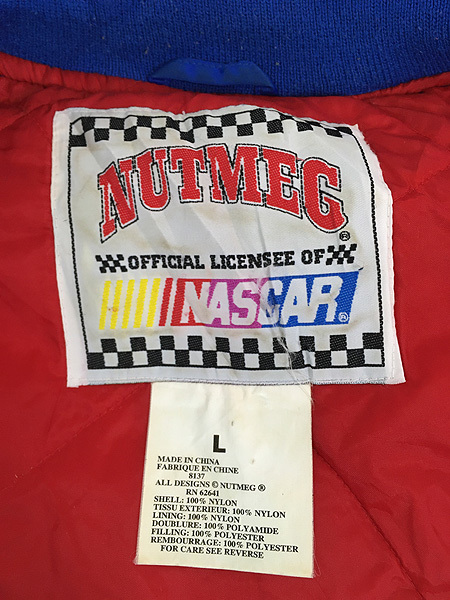 NUTMEG®
OFFICIAL LICENSEE OF
NASCAR®
L
MADE IN CHINA
FABRIQUE EN CHINE
8137
ALL DESIGNS © NUTMEG ®
RN 62641
SHELL: 100% NYLON
TISSU EXTERIEUR: 100% NYLON
LINING: 100% NYLON
DOUBLURE: 100% POLYAMIDE
FILLING: 100% POLYESTER
REMBOURRAGE: 100% POLYESTER
FOR CARE SEE REVERSE